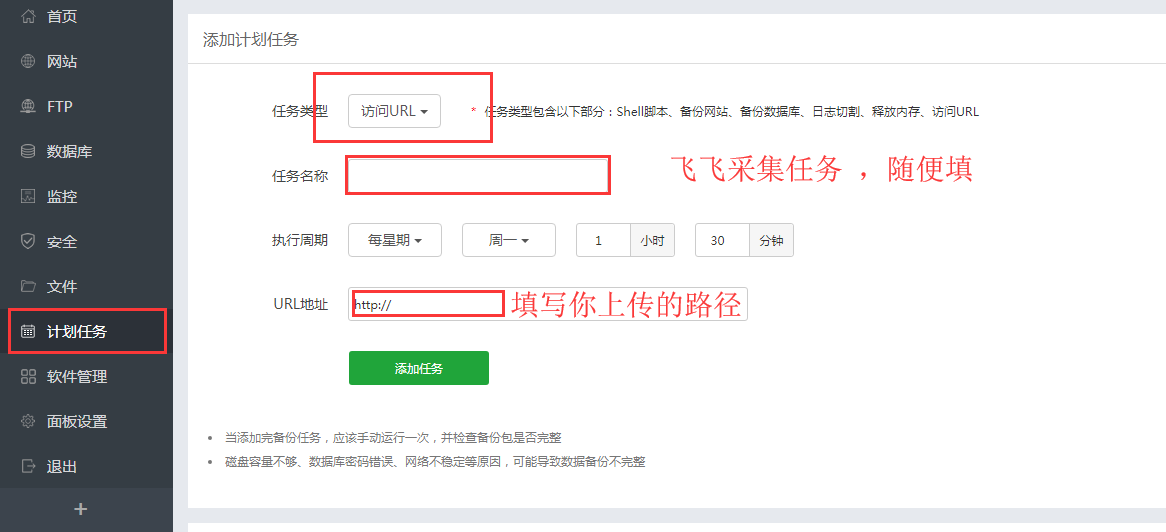 首页
网站
FTP
数据库
监控
安全
文件
计划任务
软件管理
面板设置
退出
+
添加计划任务
任务类型 访问URL * 任务类型包含以下部分：Shell脚本、备份网站、备份数据库、日志切割、释放内存、访问URL
任务名称 飞飞采集任务 ，随便填
执行周期 每星期 周一 1 小时 30 分钟
URL地址 http:// 填写你上传的路径
添加任务
当添加完备份任务，应该手动运行一次，并检查备份包是否完整
磁盘容量不够、数据库密码错误、网络不稳定等原因，可能导致数据备份不完整